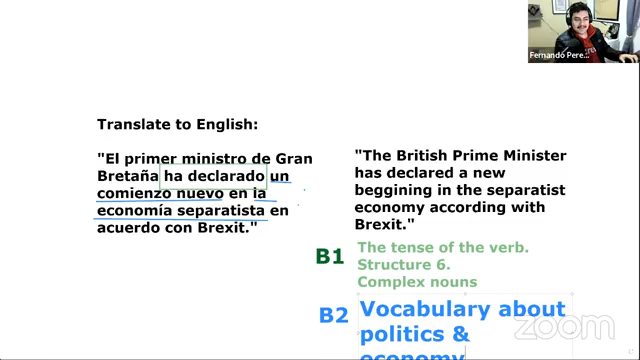 Fernando Pere...
Translate to English:
"El primer ministro de Gran
Bretaña ha declarado un
comienzo nuevo en la
economía separatista en
acuerdo con Brexit."
"The British Prime Minister
has declared a new
beggining in the separatist
economy according with
Brexit."
B1
The tense of the verb.
Structure 6.
Complex nouns
B2
Vocabulary about
politics &
economy
zoom